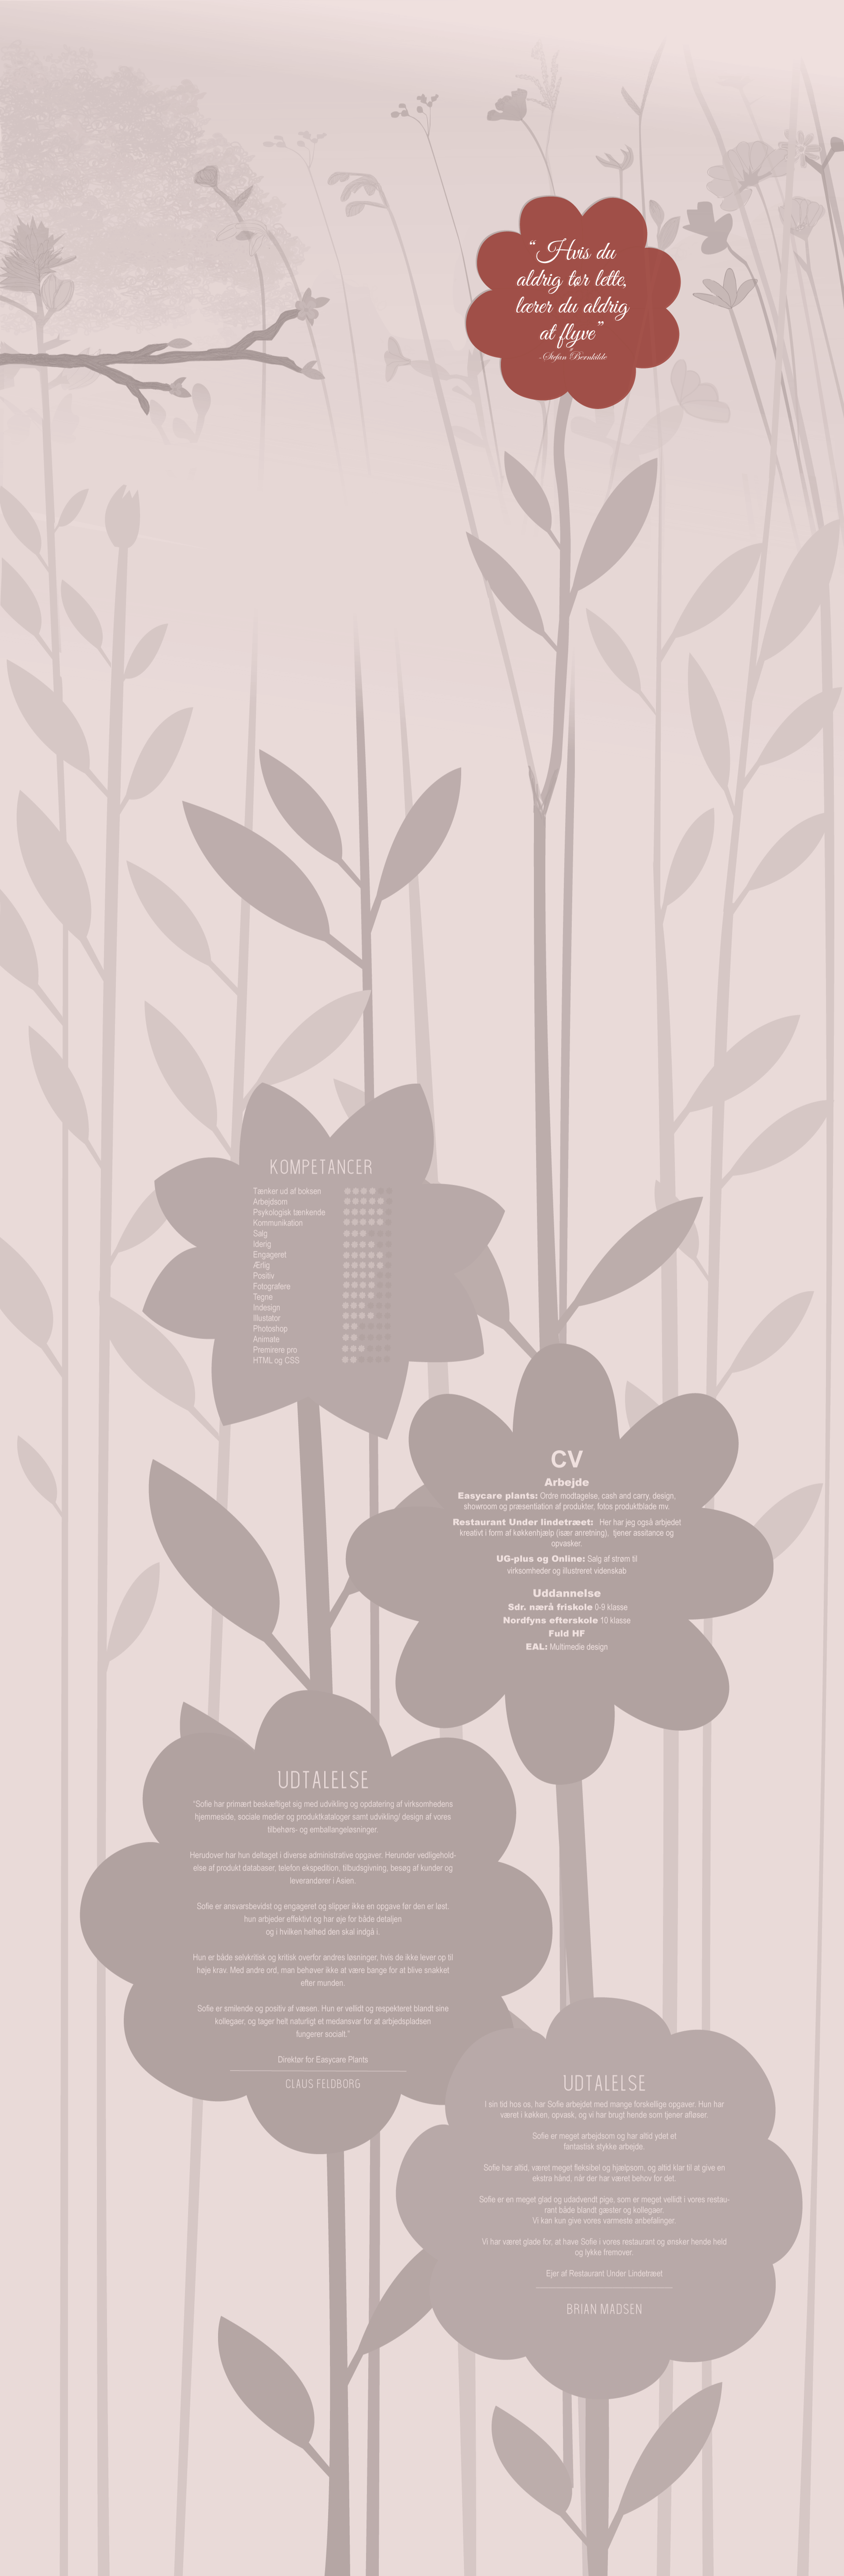 “Hvis du
aldrig tør lette,
lærer du aldrig
at flyve”
-Stefan Bernkilde
KOMPETANCER
Tænker ud af boksen
Arbejdsom
Psykologisk tænkende
Kommunikation
Salg
Iderig
Engageret
Ærlig
Positiv
Fotografiere
Tegne
Indesign
Illustator
Photoshop
Animate
Premirere pro
HTML og CSS
CV
Arbejde
Easycare plants: Ordre modtagelse, cash and carry, design,
showroom og præsentiation af produkter, fotos produktblade mv.
Restaurant Under lindetræet: Her har jeg også arbjedet
kreativt i form af køkkenhjælp (især anretning), tjener assitance og
opvasker.
UG-plus og Online: Salg af strøm til
virksomheder og illustreret videnskab
Uddannelse
Sdr. nærå friskole 0-9 klasse
Nordfyns efterskole 10 klasse
Fuld HF
EAL: Multimedie design
UDTALELSE
“Sofie har primært beskæftiget sig med udvikling og opdatering af virksomhedens
hjemmeside, sociale medier og produktkataloger samt udvikling/ design af vores
tilbehørs- og emballangeløsninger.
Herudover har hun deltaget i diverse administrative opgaver. Herunder vedligehold-
else af produkt databaser, telefon ekspedition, tilbudsgivning, besøg af kunder og
leverandører i Asien.
Sofie er ansvarsbevidst og engageret og slipper ikke en opgave før den er løst.
hun arbjeder effektivt og har øje for både detaljen
og i hvilken helhed den skal indgå i.
Hun er både selvkritisk og kritisk overfor andres løsninger, hvis de ikke lever op til
høje krav. Med andre ord, man behøver ikke at være bange for at blive snakket
efter munden.
Sofie er smilende og positiv af væsen. Hun er vellidt og respekteret blandt sine
kollegaer, og tager helt naturligt et medansvar for at arbjedspladsen
fungerer socialt.”
Direktør for Easycare Plants
CLAUS FELDBORG
UDTALELSE
I sin tid hos os, har Sofie arbejdet med mange forskellige opgaver. Hun har
været i køkken, opvask, og vi har brugt hende som tjener afløser.
Sofie er meget arbejdsom og har altid ydet et
fantastisk stykke arbejde.
Sofie har altid, været meget fleksibel og hjælpsom, og altid klar til at give en
ekstra hånd, når der har været behov for det.
Sofie er en meget glad og udadvendt pige, som er meget vellidt i vores restau-
rant både blandt gæster og kollegaer.
Vi kan kun give vores varmeste anbefalinger.
Vi har været glade for, at have Sofie i vores restaurant og ønsker hende held
og lykke fremover.
Ejer af Restaurant Under Lindetræet
BRIAN MADSEN